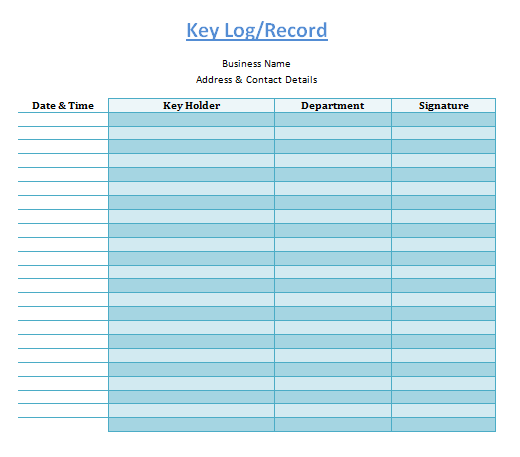 Key Log/Record
Business Name
Address & Contact Details
Date & Time Key Holder Department Signature